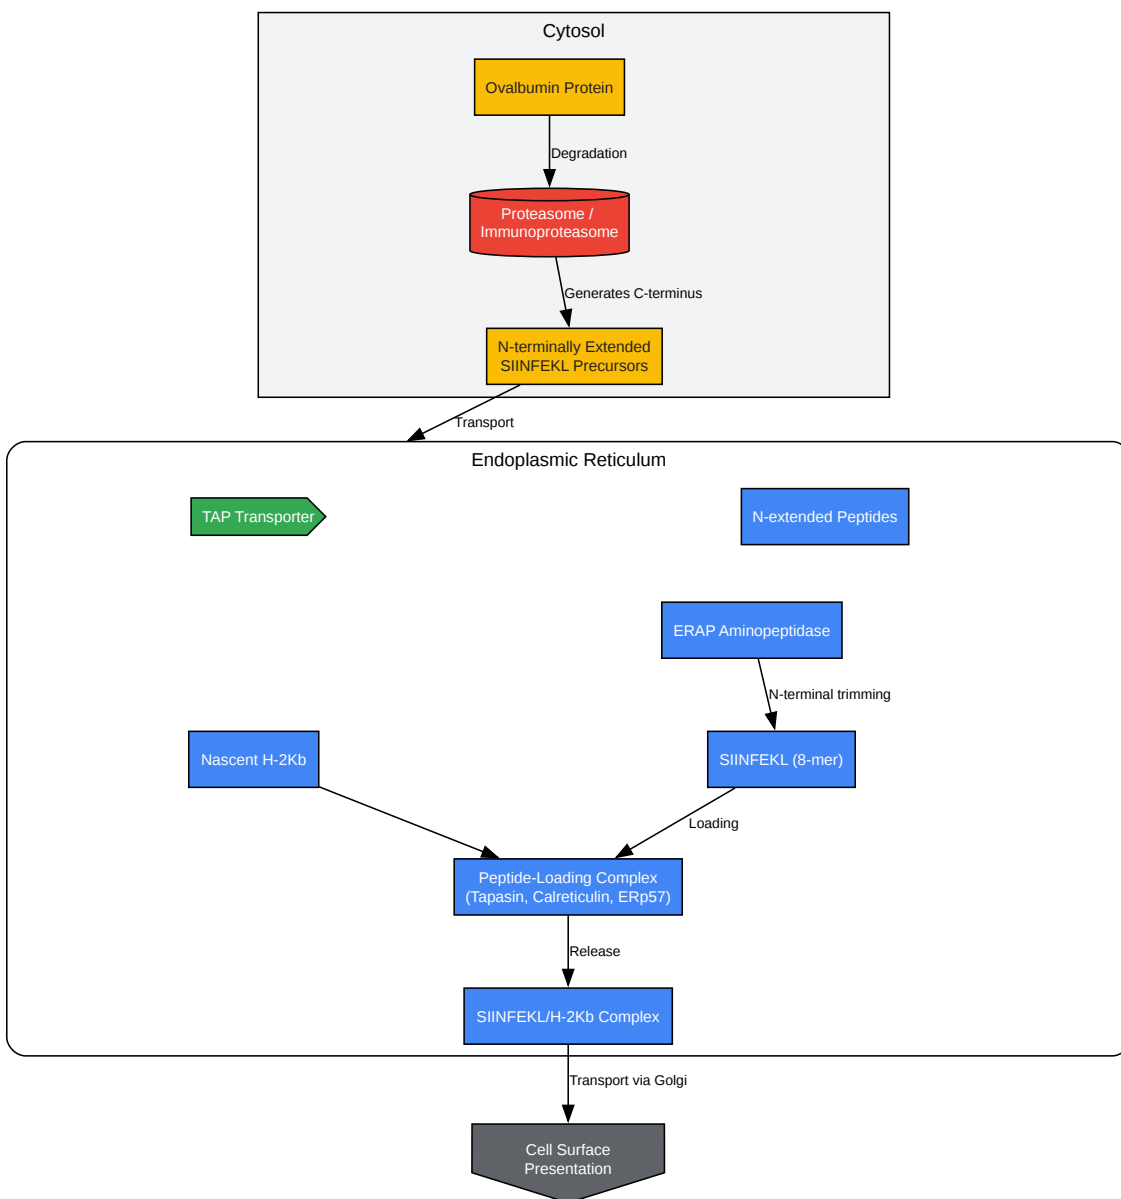 Cytosol
Ovalbumin Protein
Degradation
Proteasome /
Immunoproteasome
Generates C-terminus
N-terminally Extended
SIINFEKL Precursors
Transport
Endoplasmic Reticulum
TAP Transporter
N-extended Peptides
ERAP Aminopeptidase
N-terminal trimming
Nascent H-2Kb
SIINFEKL (8-mer)
Loading
Peptide-Loading Complex
(Tapasin, Calreticulin, ERp57)
Release
SIINFEKL/H-2Kb Complex
Transport via Golgi
Cell Surface
Presentation